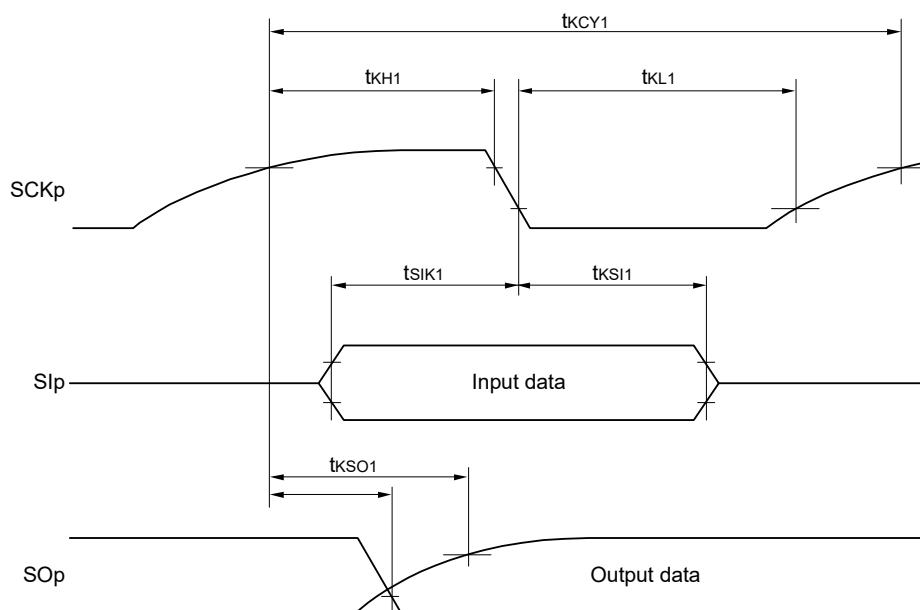 tKCY1
tKH1 tKL1
SCKp
tSIK1 tKSI1
SIp Input data
tKSO1
SOp Output data